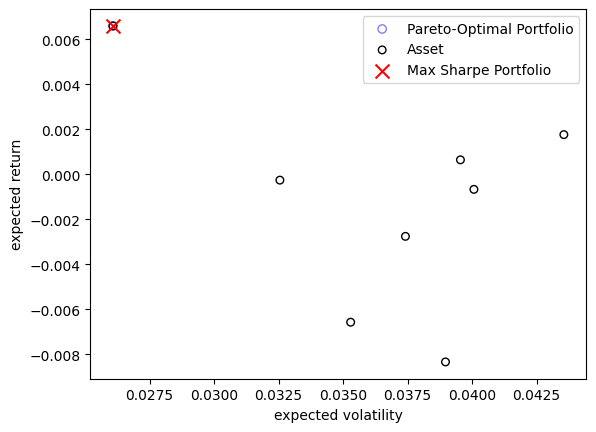 Pareto-Optimal Portfolio
Asset
Max Sharpe Portfolio
0.006
0.004
0.002
0.000
−0.002
−0.004
−0.006
−0.008
expected return
0.0275 0.0300 0.0325 0.0350 0.0375 0.0400 0.0425
expected volatility